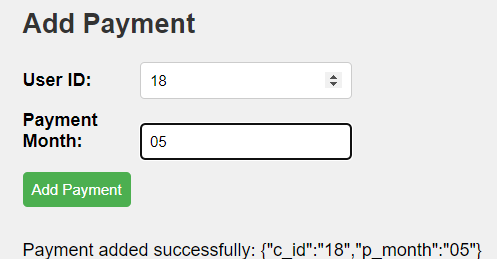 Add Payment
User ID: 18
Payment
Month: 05
Add Payment
Payment added successfully: {"c_id":"18","p_month":"05"}